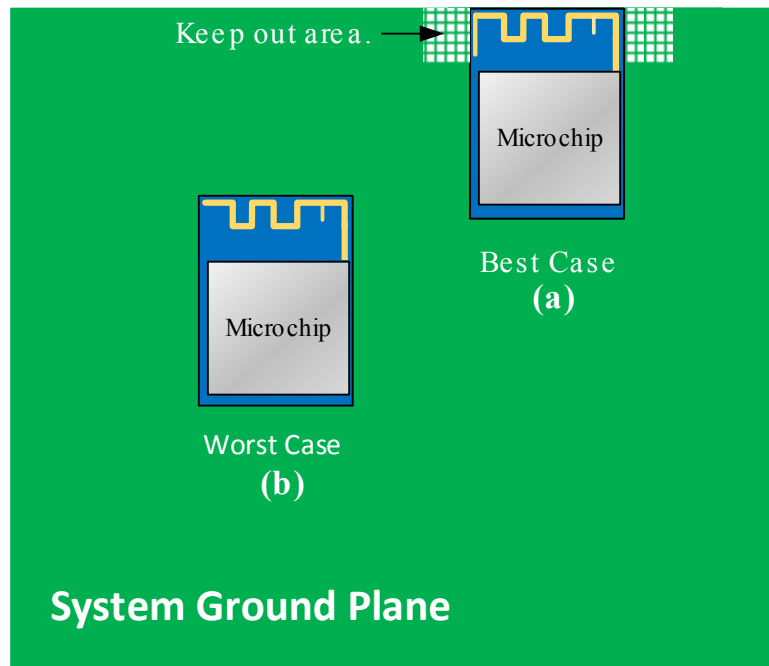 Keep out area.
Microchip
Best Case
(a)
Microchip
Worst Case
(b)
System Ground Plane